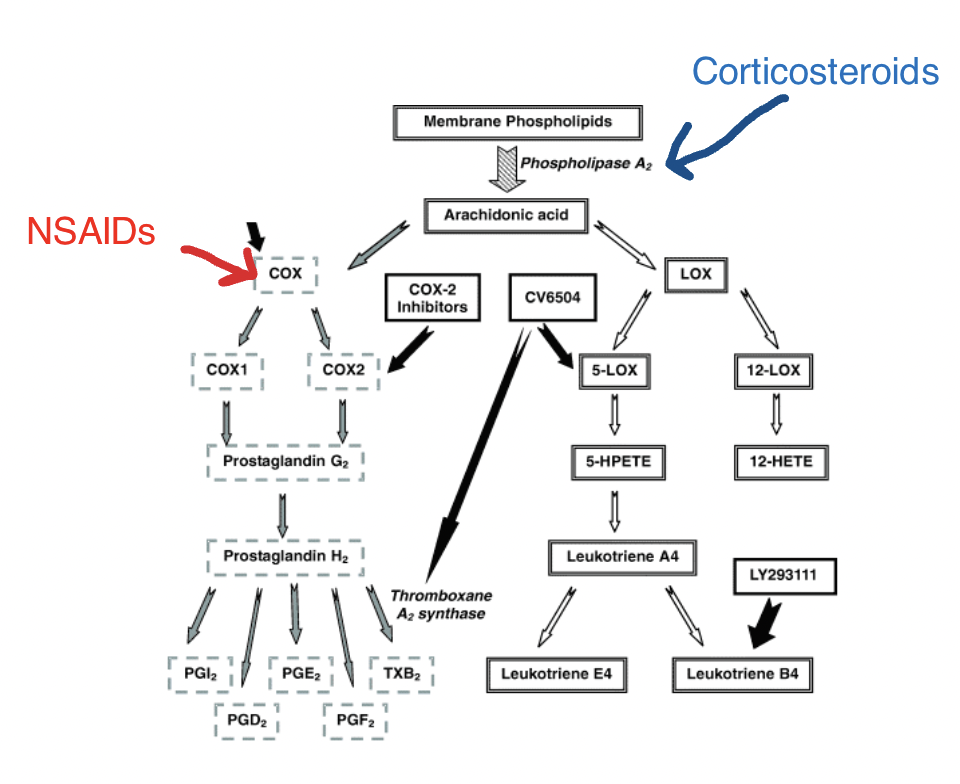 Corticosteroids
Membrane Phospholipids
Phospholipase A₂
Arachidonic acid
NSAIDs
COX
COX-2
Inhibitors
CV6504
LOX
COX1
COX2
5-LOX
12-LOX
Prostaglandin G₂
5-HPETE
12-HETE
Prostaglandin H₂
Leukotriene A4
LY293111
Thromboxane
A₂ synthase
PGI₂
PGE₂
TXB₂
Leukotriene E4
Leukotriene B4
PGD₂
PGF₂